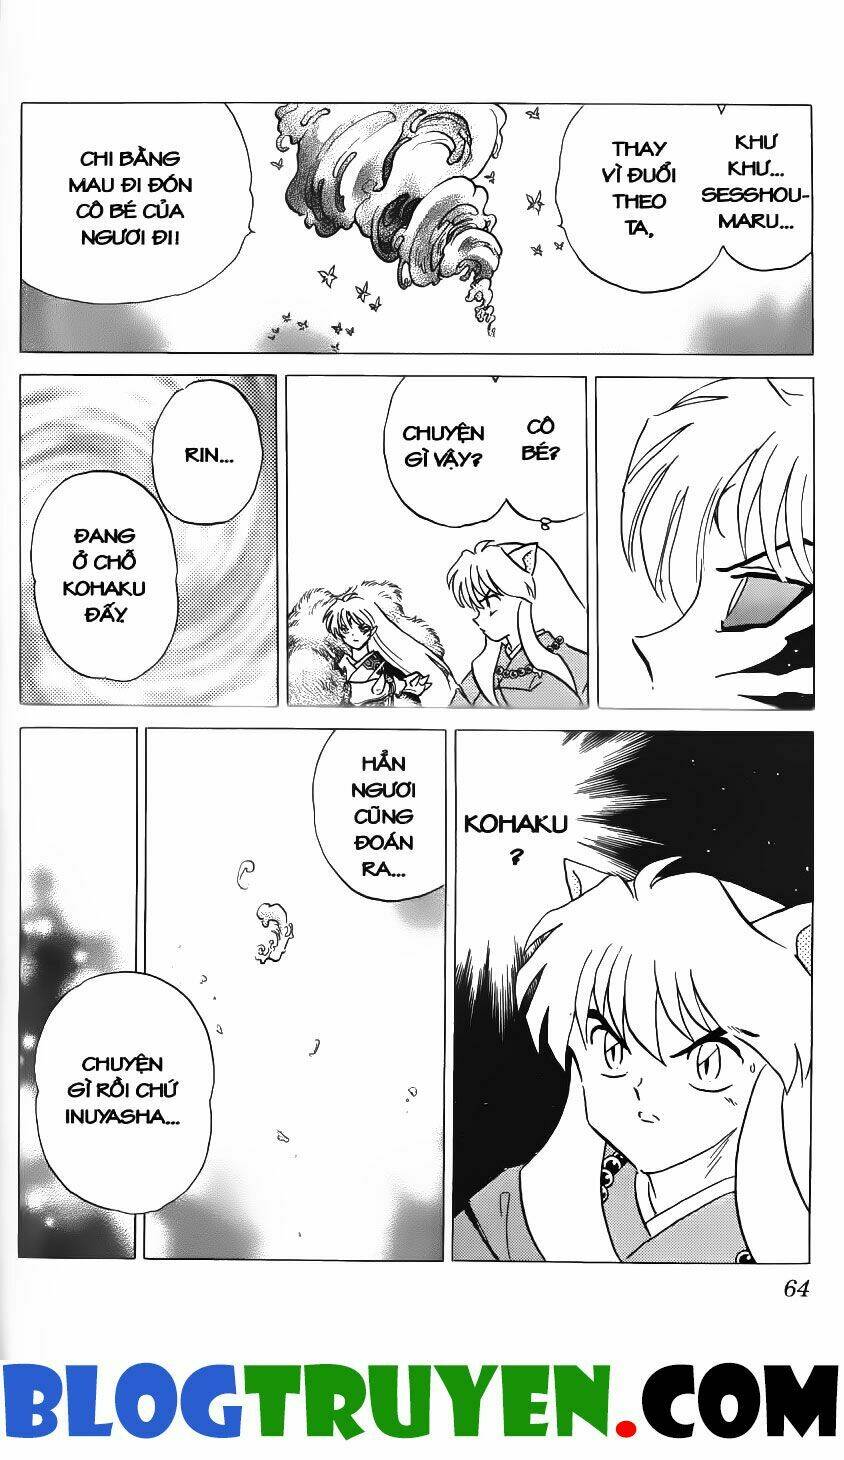 KHƯ
KHƯ...
SESSHOU-
MARU...
THAY
VÌ ĐUỔI
THEO
TA,
CHI BẰNG
MAU ĐI ĐÓN
CÔ BÉ CỦA
NGƯƠI ĐI!
CÔ
BÉ?
CHUYỆN
GÌ VẬY?
RIN...
ĐANG
Ở CHỖ
KOHAKU
ĐẤY.
KOHAKU
?
HẲN
NGƯƠI
CŨNG
ĐOÁN
RA...
CHUYỆN
GÌ RỒI CHỨ
INUYASHA...
64
BLOGTRUYEN.COM